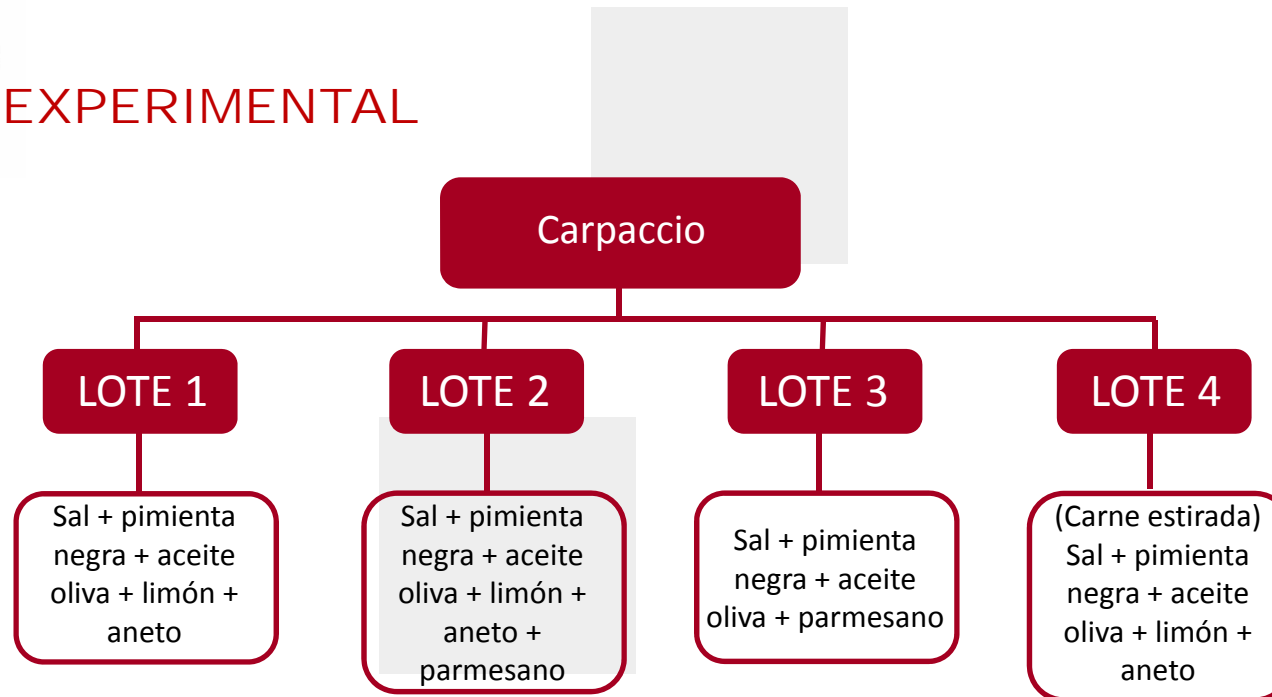 EXPERIMENTAL
Carpaccio
LOTE 1
LOTE 2
LOTE 3
LOTE 4
Sal + pimienta
negra + aceite
oliva + limón +
aneto
Sal + pimienta
negra + aceite
oliva + limón +
aneto +
parmesano
Sal + pimienta
negra + aceite
oliva + parmesano
(Carne estirada)
Sal + pimienta
negra + aceite
oliva + limón +
aneto